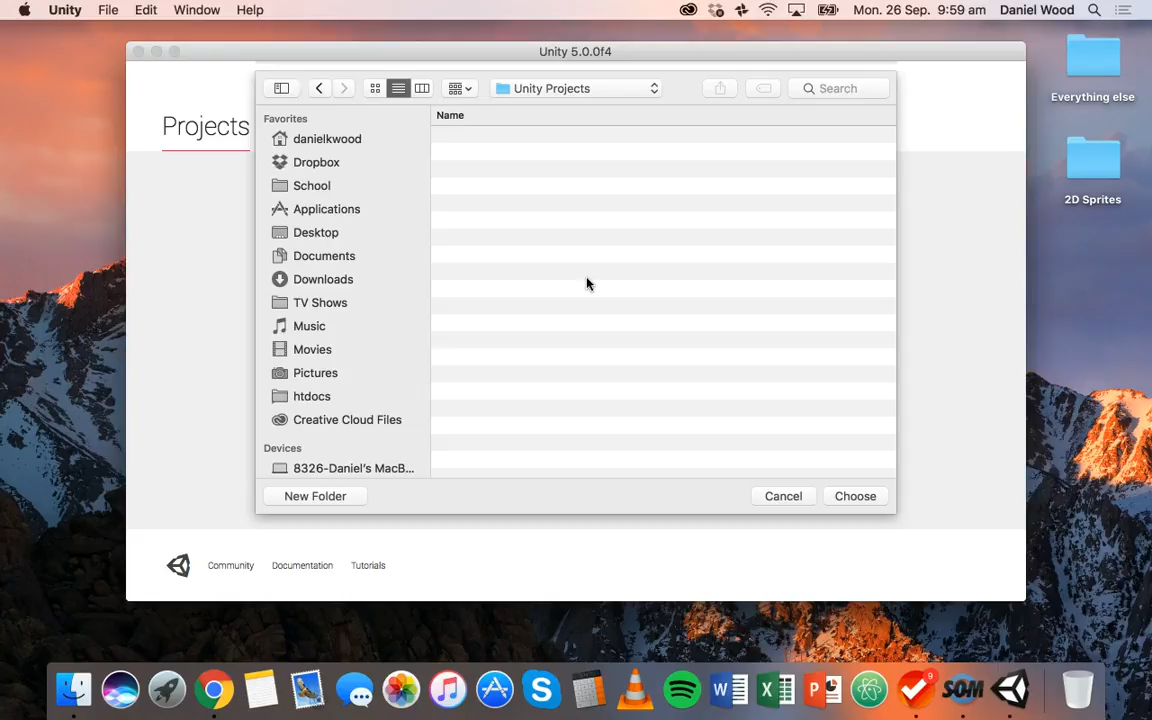 Unity File Edit Window Help
Mon. 26 Sep. 9:59 am Daniel Wood
Unity 5.0.0f4
Unity Projects
Search
Projects
Favorites
danielkwood
Dropbox
School
Applications
Desktop
Documents
Downloads
TV Shows
Music
Movies
Pictures
htdocs
Creative Cloud Files
Devices
8326-Daniel's MacB...
Name
New Folder
Cancel
Choose
Community Documentation Tutorials
Everything else
2D Sprites
9
SOM